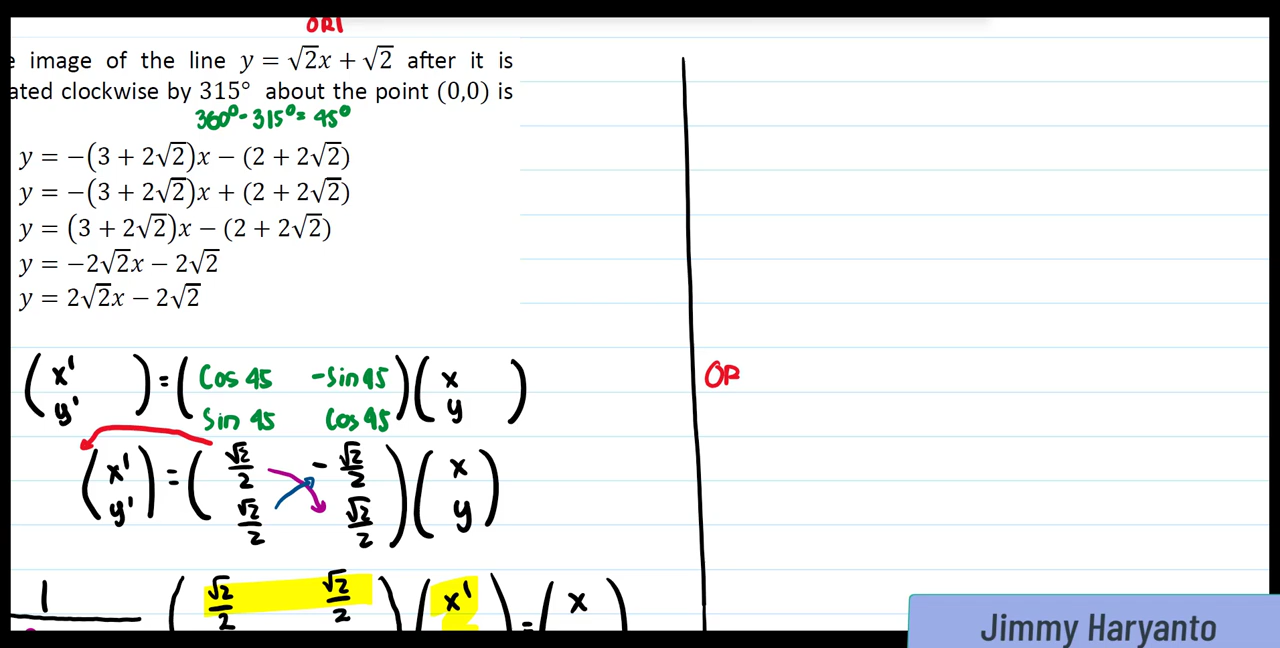 ORI
e image of the line y = √2x + √2 after it is
ated clockwise by 315° about the point (0,0) is
360° - 315° = 45°
y = −(3 + 2√2)x − (2 + 2√2)
y = −(3 + 2√2)x + (2 + 2√2)
y = (3 + 2√2)x − (2 + 2√2)
y = −2√2x − 2√2
y = 2√2x − 2√2
(x' y') = (cos 45 -sin 45 sin 45 cos 45)(x y)
OR
(x' y') = (√2/2 -√2/2 √2/2 √2/2)(x y)
1 (√2/2 √2/2) (x') = (x
Jimmy Haryanto